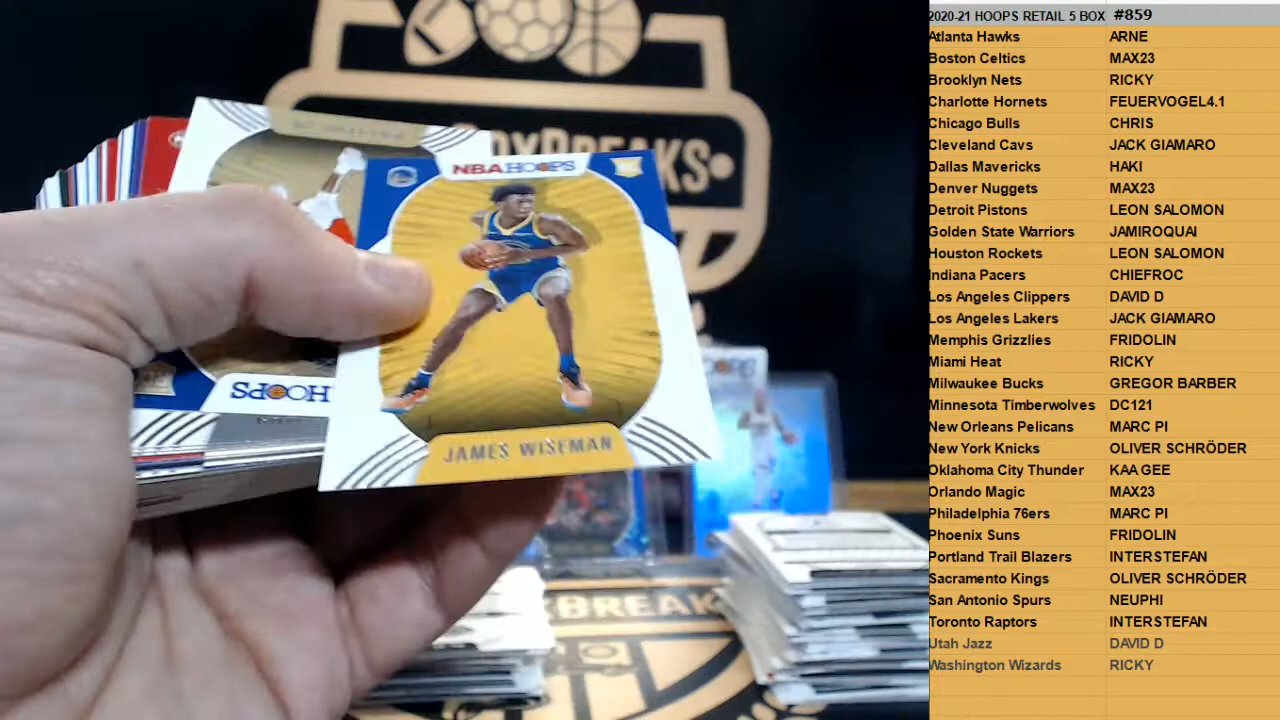 BOXBREAKS
NBA HOOPS
JAMES WISEMAN
HOOPS
BREAK
2020-21 HOOPS RETAIL 5 BOX #859
Atlanta Hawks ARNE
Boston Celtics MAX23
Brooklyn Nets RICKY
Charlotte Hornets FEUERVOGEL4.1
Chicago Bulls CHRIS
Cleveland Cavs JACK GIAMARO
Dallas Mavericks HAKI
Denver Nuggets MAX23
Detroit Pistons LEON SALOMON
Golden State Warriors JAMIROQUAI
Houston Rockets LEON SALOMON
Indiana Pacers CHIEFROC
Los Angeles Clippers DAVID D
Los Angeles Lakers JACK GIAMARO
Memphis Grizzlies FRIDOLIN
Miami Heat RICKY
Milwaukee Bucks GREGOR BARBER
Minnesota Timberwolves DC121
New Orleans Pelicans MARC PI
New York Knicks OLIVER SCHRÖDER
Oklahoma City Thunder KAA GEE
Orlando Magic MAX23
Philadelphia 76ers MARC PI
Phoenix Suns FRIDOLIN
Portland Trail Blazers INTERSTEFAN
Sacramento Kings OLIVER SCHRÖDER
San Antonio Spurs NEUPHI
Toronto Raptors INTERSTEFAN
Utah Jazz DAVID D
Washington Wizards RICKY